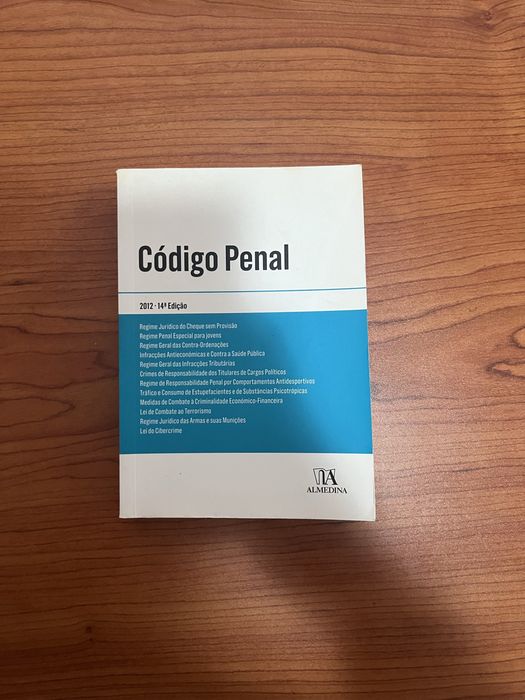 Código Penal
2012 · 14ª Edição
Regime Jurídico do Cheque sem Provisão
Regime Penal Especial para jovens
Regime Geral das Contra-Ordenações
Infracções Antieconómicas e Contra a Saúde Pública
Regime Geral das Infracções Tributárias
Crimes de Responsabilidade dos Titulares de Cargos Políticos
Regime de Responsabilidade Penal por Comportamentos Antidesportivos
Tráfico e Consumo de Estupefacientes e de Substâncias Psicotrópicas
Medidas de Combate à Criminalidade Económico-Financeira
Lei de Combate ao Terrorismo
Regime Jurídico das Armas e suas Munições
Lei do Cibercrime
ALMEDINA